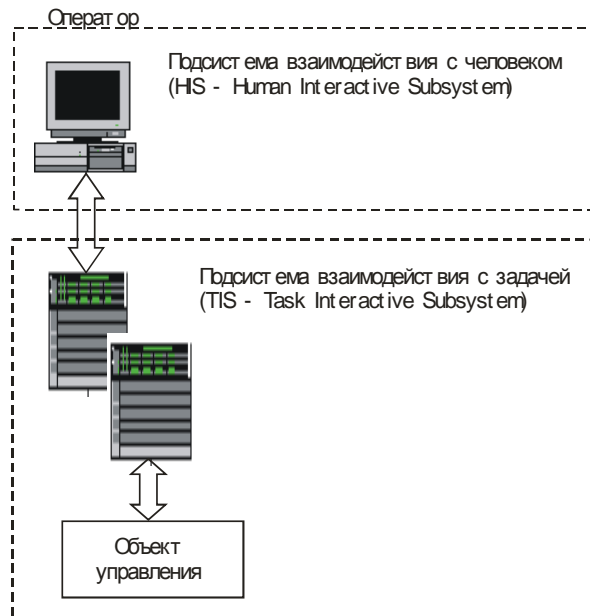 Оператор
Подсистема взаимодействия с человеком
(HIS - Human Interactive Subsystem)
Подсистема взаимодействия с задачей
(TIS - Task Interactive Subsystem)
Объект
управления